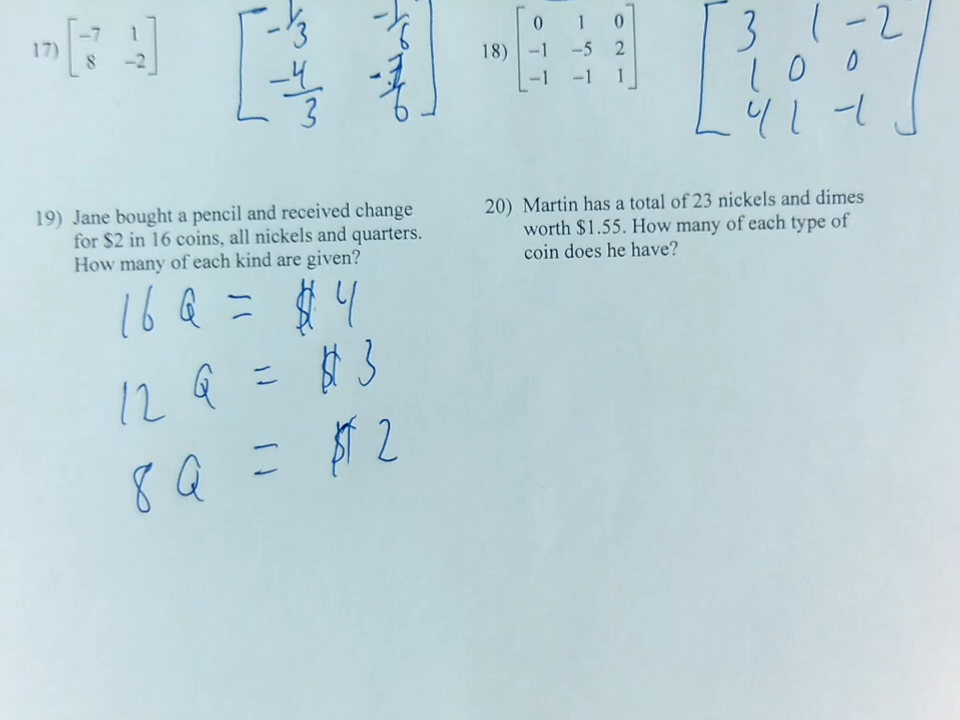 17) [ -7 1 [ -1/3 -1/6
8 -2 ] -4/3 -7/6 ]
18) [ 0 1 0 [ 3 1 -2
-1 -5 2 1 0 0
-1 -1 1 ] 4 1 -1 ]
19) Jane bought a pencil and received change
for $2 in 16 coins, all nickels and quarters.
How many of each kind are given?
16 Q = $4
12 Q = $3
8 Q = $2
20) Martin has a total of 23 nickels and dimes
worth $1.55. How many of each type of
coin does he have?